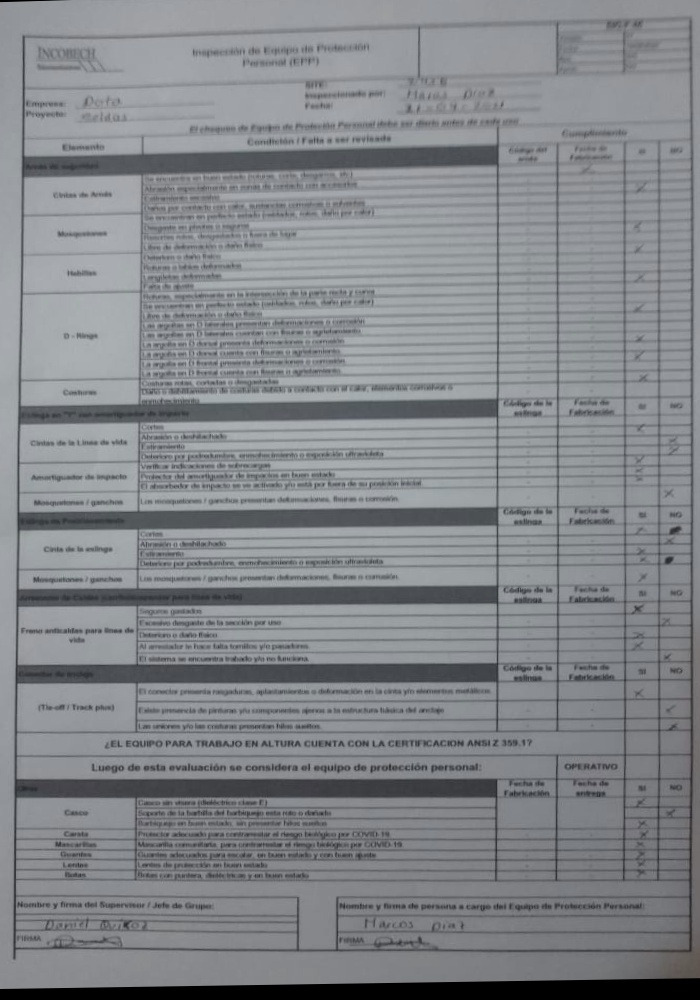 INCOBECH
Inspección de Equipo de Protección
Personal (EPP)
SITE:
Empresa: Dota
Inspeccionado por: Marcos Diaz
Proyecto: Celdas
Fecha:
El chequeo de Equipo de Protección Personal debe ser diario antes de cada uso
Elemento
Condición / Falta a ser revisada
Cumplimiento
Código del arnés
Fecha de Fabricación
SI
NO
Arnés de seguridad
Cintas de Arnés
Se encuentran en buen estado (roturas, corte, desgarros, etc)
Abrasión especialmente en zonas de contacto con accesorios
Estiramiento excesivo
Daños por contacto con calor, sustancias corrosivas o solventes
Mosquetones
Se encuentran en perfecto estado (soldados, rotos, daño por calor)
Desgaste en pivotes o seguros
Resortes rotos, desgastados o fuera de lugar
Libre de deformación o daño físico
Hebillas
Deterioro o daño físico
Roturas o lados deformados
Lengüetas deformadas
Falta de ajuste
D - Rings
Roturas, especialmente en la intersección de la parte recta y curva
Se encuentran en perfecto estado (soldados, rotos, daño por calor)
Libre de deformación o daño físico
Las argollas en D laterales presentan deformaciones o corrosión
Las argollas en D laterales cuentan con fisuras o agrietamiento
La argolla en D dorsal presenta deformaciones o corrosión
La argolla en D dorsal cuenta con fisuras o agrietamiento
La argolla en D frontal presenta deformaciones o corrosión
La argolla en D frontal cuenta con fisuras o agrietamiento
Costuras
Costuras rotas, cortadas o desgastadas
Daño o debilitamiento de costuras debido a contacto con el calor, elementos corrosivos o
enmohecimiento
Eslinga en "Y" con amortiguador de impacto
Código de la eslinga
Fecha de Fabricación
SI
NO
Cintas de la Línea de vida
Cortes
Abrasión o deshilachado
Estiramiento
Deterioro por podredumbre, enmohecimiento o exposición ultravioleta
Amortiguador de impacto
Verificar indicaciones de sobrecargas
Protector del amortiguador de impactos en buen estado
El absorbedor de impacto se ve activado y/o está por fuera de su posición inicial.
Mosquetones / ganchos
Los mosquetones / ganchos presentan deformaciones, fisuras o corrosión.
Eslinga de Posicionamiento
Código de la eslinga
Fecha de Fabricación
SI
NO
Cinta de la eslinga
Cortes
Abrasión o deshilachado
Estiramiento
Deterioro por podredumbre, enmohecimiento o exposición ultravioleta
Mosquetones / ganchos
Los mosquetones / ganchos presentan deformaciones, fisuras o corrosión.
Código de la eslinga
Fecha de Fabricación
SI
NO
Freno anticaídas para línea de vida
Seguros gastados
Excesivo desgaste de la sección por uso
Deterioro o daño físico
Al arrestador le hace falta tornillos y/o pasadores.
El sistema se encuentra trabado y/o no funciona.
Conector de anclaje
Código de la eslinga
Fecha de Fabricación
SI
NO
(Tie-off / Track plus)
El conector presenta rasgaduras, aplastamientos o deformación en la cinta y/o elementos metálicos.
Existe presencia de pinturas y/o componentes ajenos a la estructura básica del anclaje
Las uniones y/o las costuras presentan hilos sueltos.
¿EL EQUIPO PARA TRABAJO EN ALTURA CUENTA CON LA CERTIFICACION ANSI Z 359.1?
Luego de esta evaluación se considera el equipo de protección personal:
OPERATIVO
Otros
Fecha de Fabricación
Fecha de entrega
SI
NO
Casco
Casco sin visera (dieléctrico clase E)
Soporte de la barbilla del barbiquejo esta roto o dañado
Barbiquejo en buen estado, sin presentar hilos sueltos
Careta
Protector adecuado para contrarrestar el riesgo biológico por COVID-19
Mascarillas
Mascarilla comunitaria, para contrarrestar el riesgo biológico por COVID-19
Guantes
Guantes adecuados para escalar, en buen estado y con buen ajuste
Lentes
Lentes de protección en buen estado
Botas
Botas con puntera, dieléctricas y en buen estado
Nombre y firma del Supervisor / Jefe de Grupo:
Nombre y firma de persona a cargo del Equipo de Protección Personal:
Daniel Quiroz
Marcos Diaz
FIRMA
FIRMA